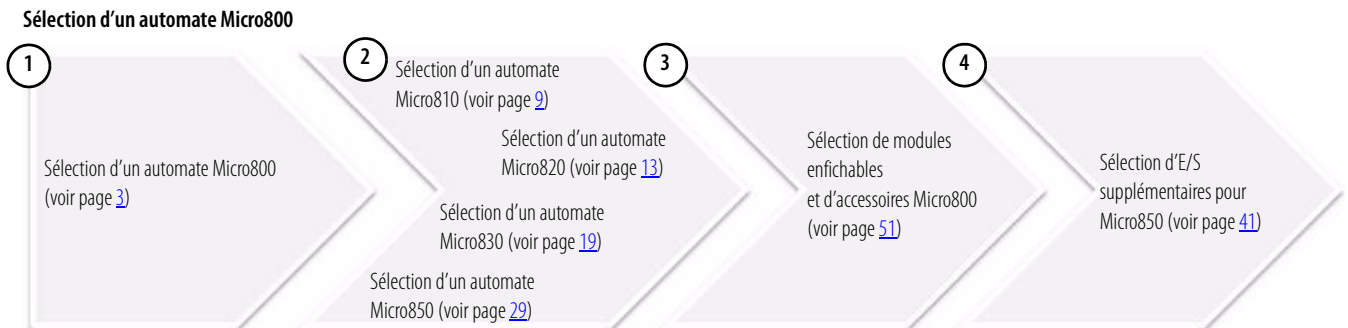 Sélection d’un automate Micro800
1
Sélection d’un automate Micro800
(voir page 3)
2
Sélection d’un automate
Micro810 (voir page 9)
Sélection d’un automate
Micro820 (voir page 13)
Sélection d’un automate
Micro830 (voir page 19)
Sélection d’un automate
Micro850 (voir page 29)
3
Sélection de modules
enfichables
et d’accessoires Micro800
(voir page 51)
4
Sélection d’E/S
supplémentaires pour
Micro850 (voir page 41)